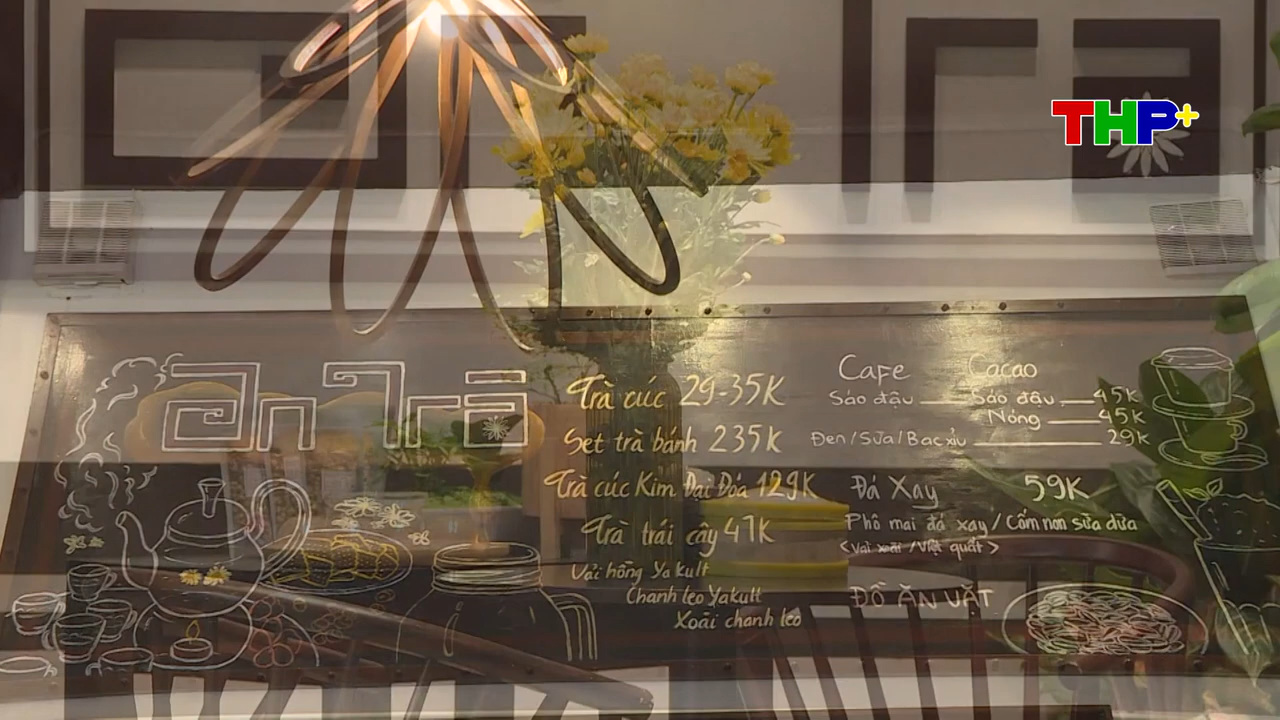 THP+
Ơn Trà
Trà cúc 29-35K
Set trà bánh 235K
Trà cúc Kim Đại Đóa 129K
Trà trái cây 47K
Vải hồng Yakult
Chanh leo Yakult
Xoài chanh leo
Cafe
Sáo đậu
Cacao
Sáo đậu 45K
Nóng 45K
Đen/Sữa/Bạc xỉu 29K
Đá Xay 59K
Phô mai đá xay/Cốm non sữa dừa
<Vải xoài/Việt quất>
ĐỒ ĂN VẶT